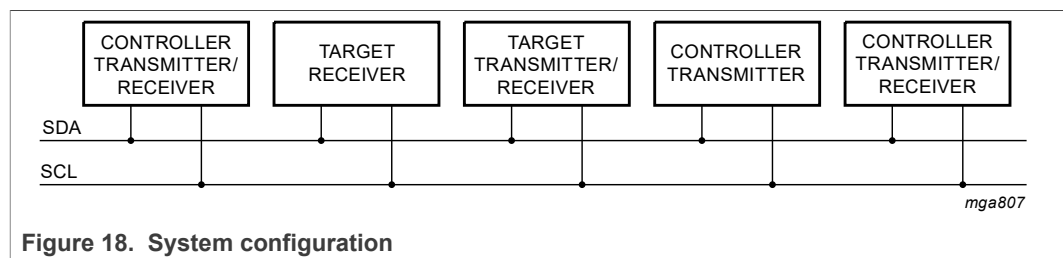 CONTROLLER
TRANSMITTER/
RECEIVER
TARGET
RECEIVER
TARGET
TRANSMITTER/
RECEIVER
CONTROLLER
TRANSMITTER
CONTROLLER
TRANSMITTER/
RECEIVER
SDA
SCL
mga807
Figure 18. System configuration